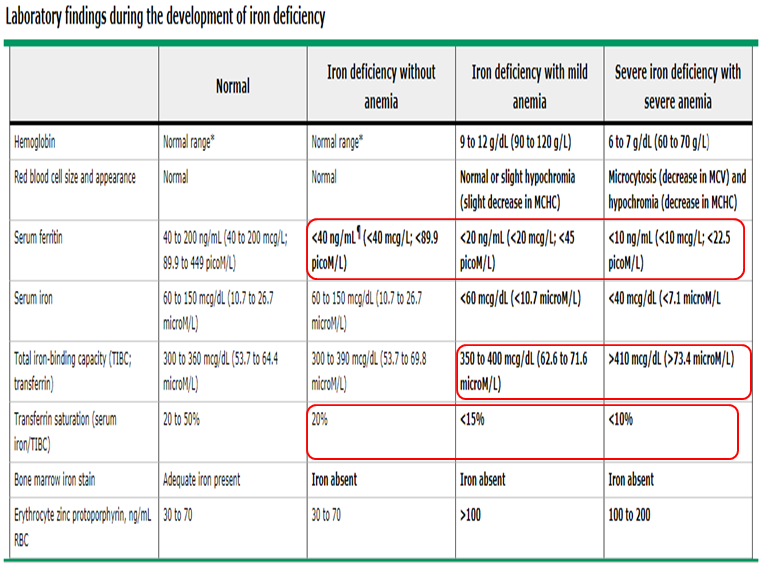 Laboratory findings during the development of iron deficiency
Normal
Iron deficiency without
anemia
Iron deficiency with mild
anemia
Severe iron deficiency with
severe anemia
Hemoglobin
Normal range*
Normal range*
9 to 12 g/dL (90 to 120 g/L)
6 to 7 g/dL (60 to 70 g/L)
Red blood cell size and appearance
Normal
Normal
Normal or slight hypochromia
(slight decrease in MCHC)
Microcytosis (decrease in MCV) and
hypochromia (decrease in MCHC)
Serum ferritin
40 to 200 ng/mL (40 to 200 mcg/L;
89.9 to 449 picoM/L)
<40 ng/mL¶ (<40 mcg/L; <89.9
picoM/L)
<20 ng/mL (<20 mcg/L; <45
picoM/L)
<10 ng/mL (<10 mcg/L; <22.5
picoM/L)
Serum iron
60 to 150 mcg/dL (10.7 to 26.7
microM/L)
60 to 150 mcg/dL (10.7 to 26.7
microM/L)
<60 mcg/dL (<10.7 microM/L)
<40 mcg/dL (<7.1 microM/L
Total iron-binding capacity (TIBC;
transferrin)
300 to 360 mcg/dL (53.7 to 64.4
microM/L)
300 to 390 mcg/dL (53.7 to 69.8
microM/L)
350 to 400 mcg/dL (62.6 to 71.6
microM/L)
>410 mcg/dL (>73.4 microM/L)
Transferrin saturation (serum
iron/TIBC)
20 to 50%
20%
<15%
<10%
Bone marrow iron stain
Adequate iron present
Iron absent
Iron absent
Iron absent
Erythrocyte zinc protoporphyrin, ng/mL
RBC
30 to 70
30 to 70
>100
100 to 200